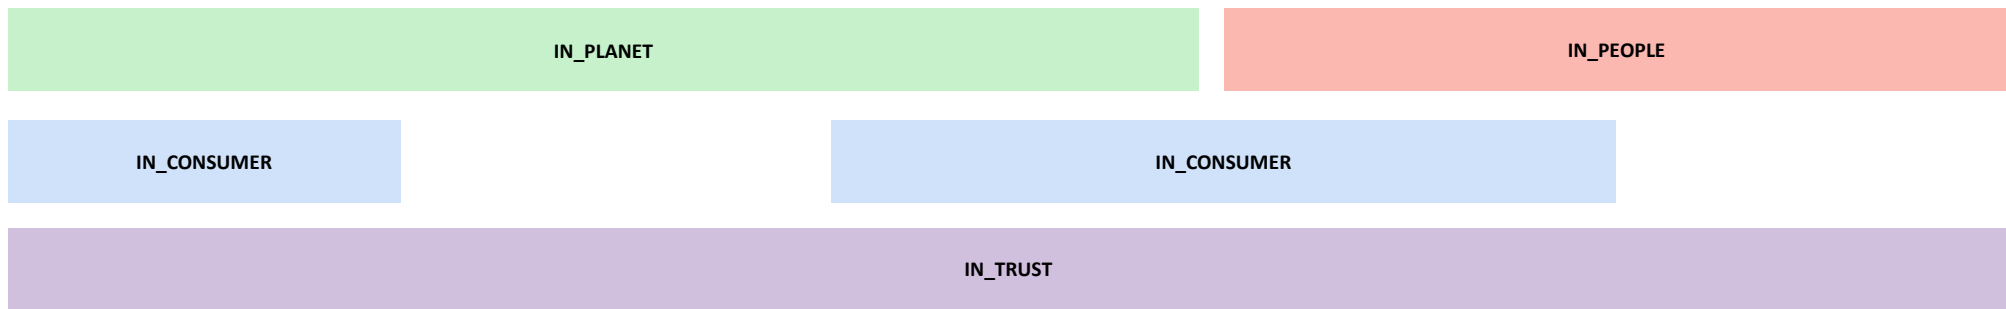 IN_PLANET
IN_PEOPLE
IN_CONSUMER
IN_CONSUMER
IN_TRUST